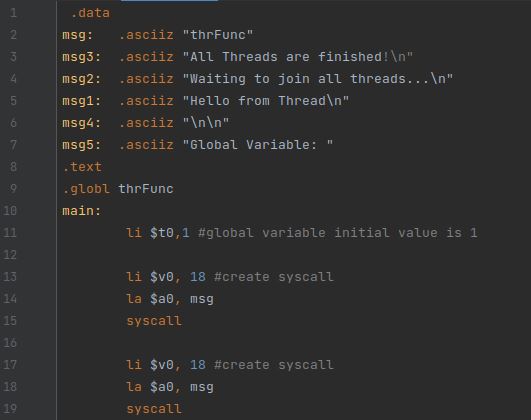 1 .data
2 msg: .asciiz "thrFunc"
3 msg3: .asciiz "All Threads are finished!\n"
4 msg2: .asciiz "Waiting to join all threads...\n"
5 msg1: .asciiz "Hello from Thread\n"
6 msg4: .asciiz "\n\n"
7 msg5: .asciiz "Global Variable: "
8 .text
9 .globl thrFunc
10 main:
11 li $t0,1 #global variable initial value is 1
12
13 li $v0, 18 #create syscall
14 la $a0, msg
15 syscall
16
17 li $v0, 18 #create syscall
18 la $a0, msg
19 syscall